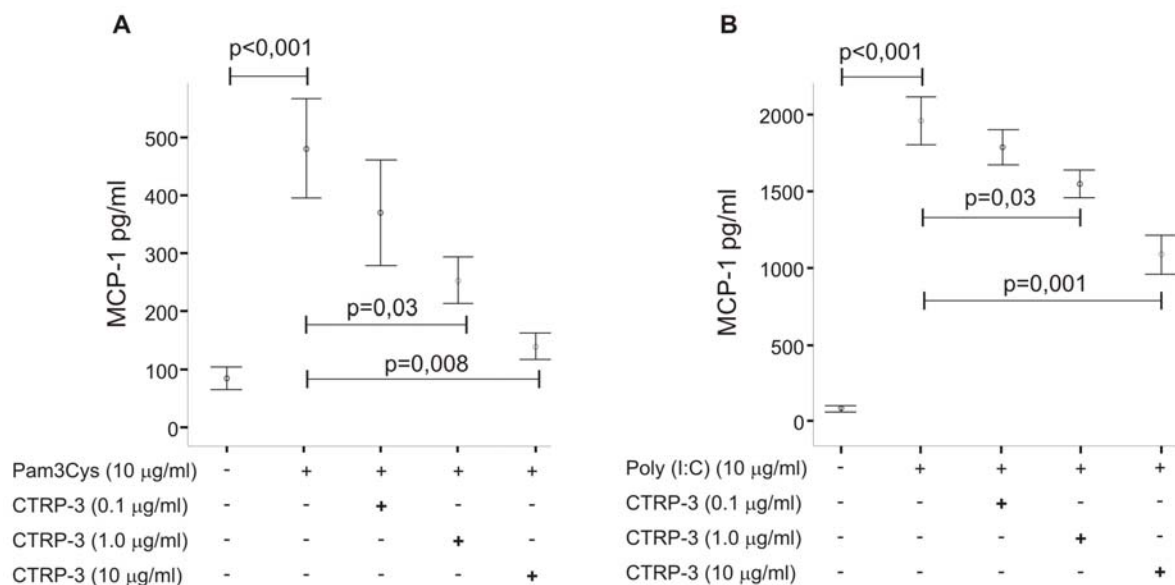 A
p<0,001
500
400
300
200
100
0
MCP-1 pg/ml
p=0,03
p=0,008
Pam3Cys (10 µg/ml) - + + + +
CTRP-3 (0.1 µg/ml) - - + - -
CTRP-3 (1.0 µg/ml) - - - + -
CTRP-3 (10 µg/ml) - - - - +
B
p<0,001
2000
1500
1000
500
0
MCP-1 pg/ml
p=0,03
p=0,001
Poly (I:C) (10 µg/ml) - + + + +
CTRP-3 (0.1 µg/ml) - - + - -
CTRP-3 (1.0 µg/ml) - - - + -
CTRP-3 (10 µg/ml) - - - - +